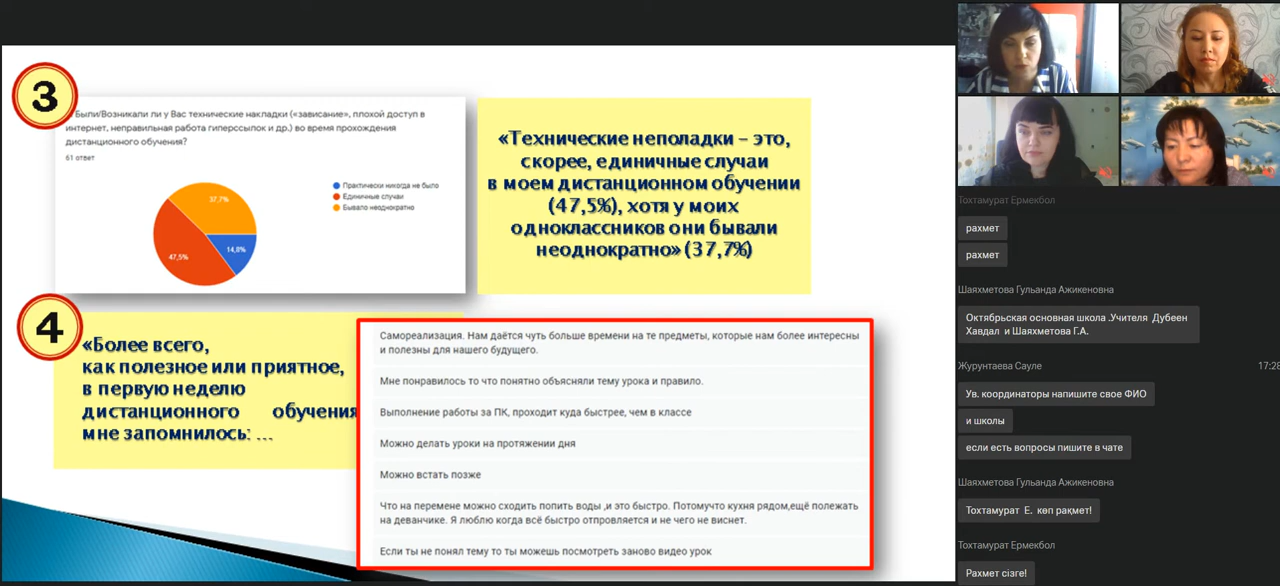 3
Были/Возникали ли у Вас технические накладки («зависание», плохой доступ в
интернет, неправильная работа гиперссылок и др.) во время прохождения
дистанционного обучения?
61 ответ
Практически никогда не было
Единичные случаи
Бывало неоднократно
37,7%
14,8%
47,5%
«Технические неполадки – это,
скорее, единичные случаи
в моем дистанционном обучении
(47,5%), хотя у моих
одноклассников они бывали
неоднократно» (37,7%)
4
«Более всего,
как полезное или приятное,
в первую неделю
дистанционного обучения
мне запомнилось: ...
Самореализация. Нам даётся чуть больше времени на те предметы, которые нам более интересны
и полезны для нашего будущего.
Мне понравилось то что понятно объясняли тему урока и правило.
Выполнение работы за ПК, проходит куда быстрее, чем в классе
Можно делать уроки на протяжении дня
Можно встать позже
Что на перемене можно сходить попить воды ,и это быстро. Потомучто кухня рядом,ещё полежать
на деванчике. Я люблю когда всё быстро отпровляется и не чего не виснет.
Если ты не понял тему то ты можешь посмотреть заново видео урок
Тохтамурат Ермекбол
рахмет
рахмет
Шаяхметова Гульанда Ажикеновна
Октябрьская основная школа .Учителя Дубеен
Хавдал и Шаяхметова Г.А.
Журунтаева Сауле 17:28
Ув. координаторы напишите свое ФИО
и школы
если есть вопросы пишите в чате
Шаяхметова Гульанда Ажикеновна
Тохтамурат Е. көп рақмет!
Тохтамурат Ермекбол
Рахмет сізге!